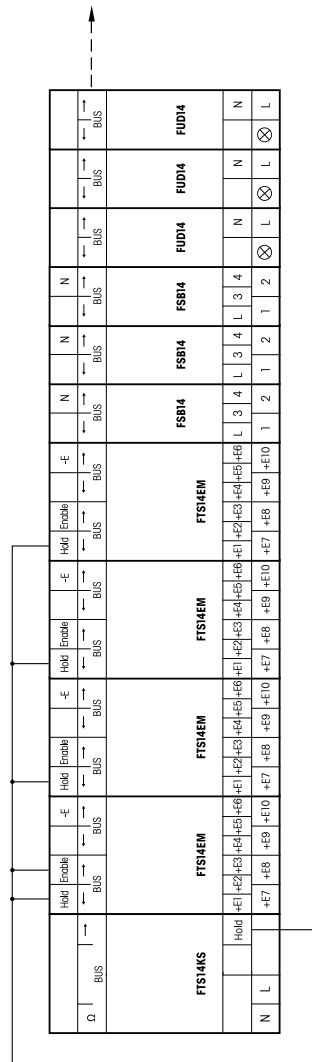 Hold Enable -E Hold Enable -E Hold Enable -E Hold Enable -E N N N
Ω → ← → ← → ← → ← → ← → ← → ← → ← → ← → ← →
BUS BUS BUS BUS BUS BUS BUS BUS BUS BUS BUS
FTS14KS FTS14EM FTS14EM FTS14EM FTS14EM FSB14 FSB14 FSB14 FUD14 FUD14 FUD14
Hold +E1 +E2 +E3 +E4 +E5 +E6 +E1 +E2 +E3 +E4 +E5 +E6 +E1 +E2 +E3 +E4 +E5 +E6 +E1 +E2 +E3 +E4 +E5 +E6 L 3 4 L 3 4 L 3 4 N N N
N L +E7 +E8 +E9 +E10 +E7 +E8 +E9 +E10 +E7 +E8 +E9 +E10 +E7 +E8 +E9 +E10 1 2 1 2 1 2 L L L